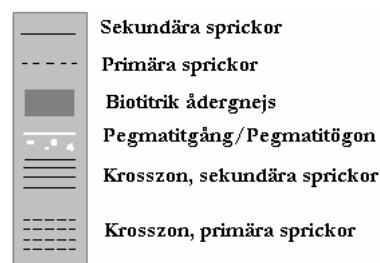 Sekundära sprickor
Primära sprickor
Biotitrik ådergnejs
Pegmatitgång/Pegmatitögon
Krosszon, sekundära sprickor
Krosszon, primära sprickor